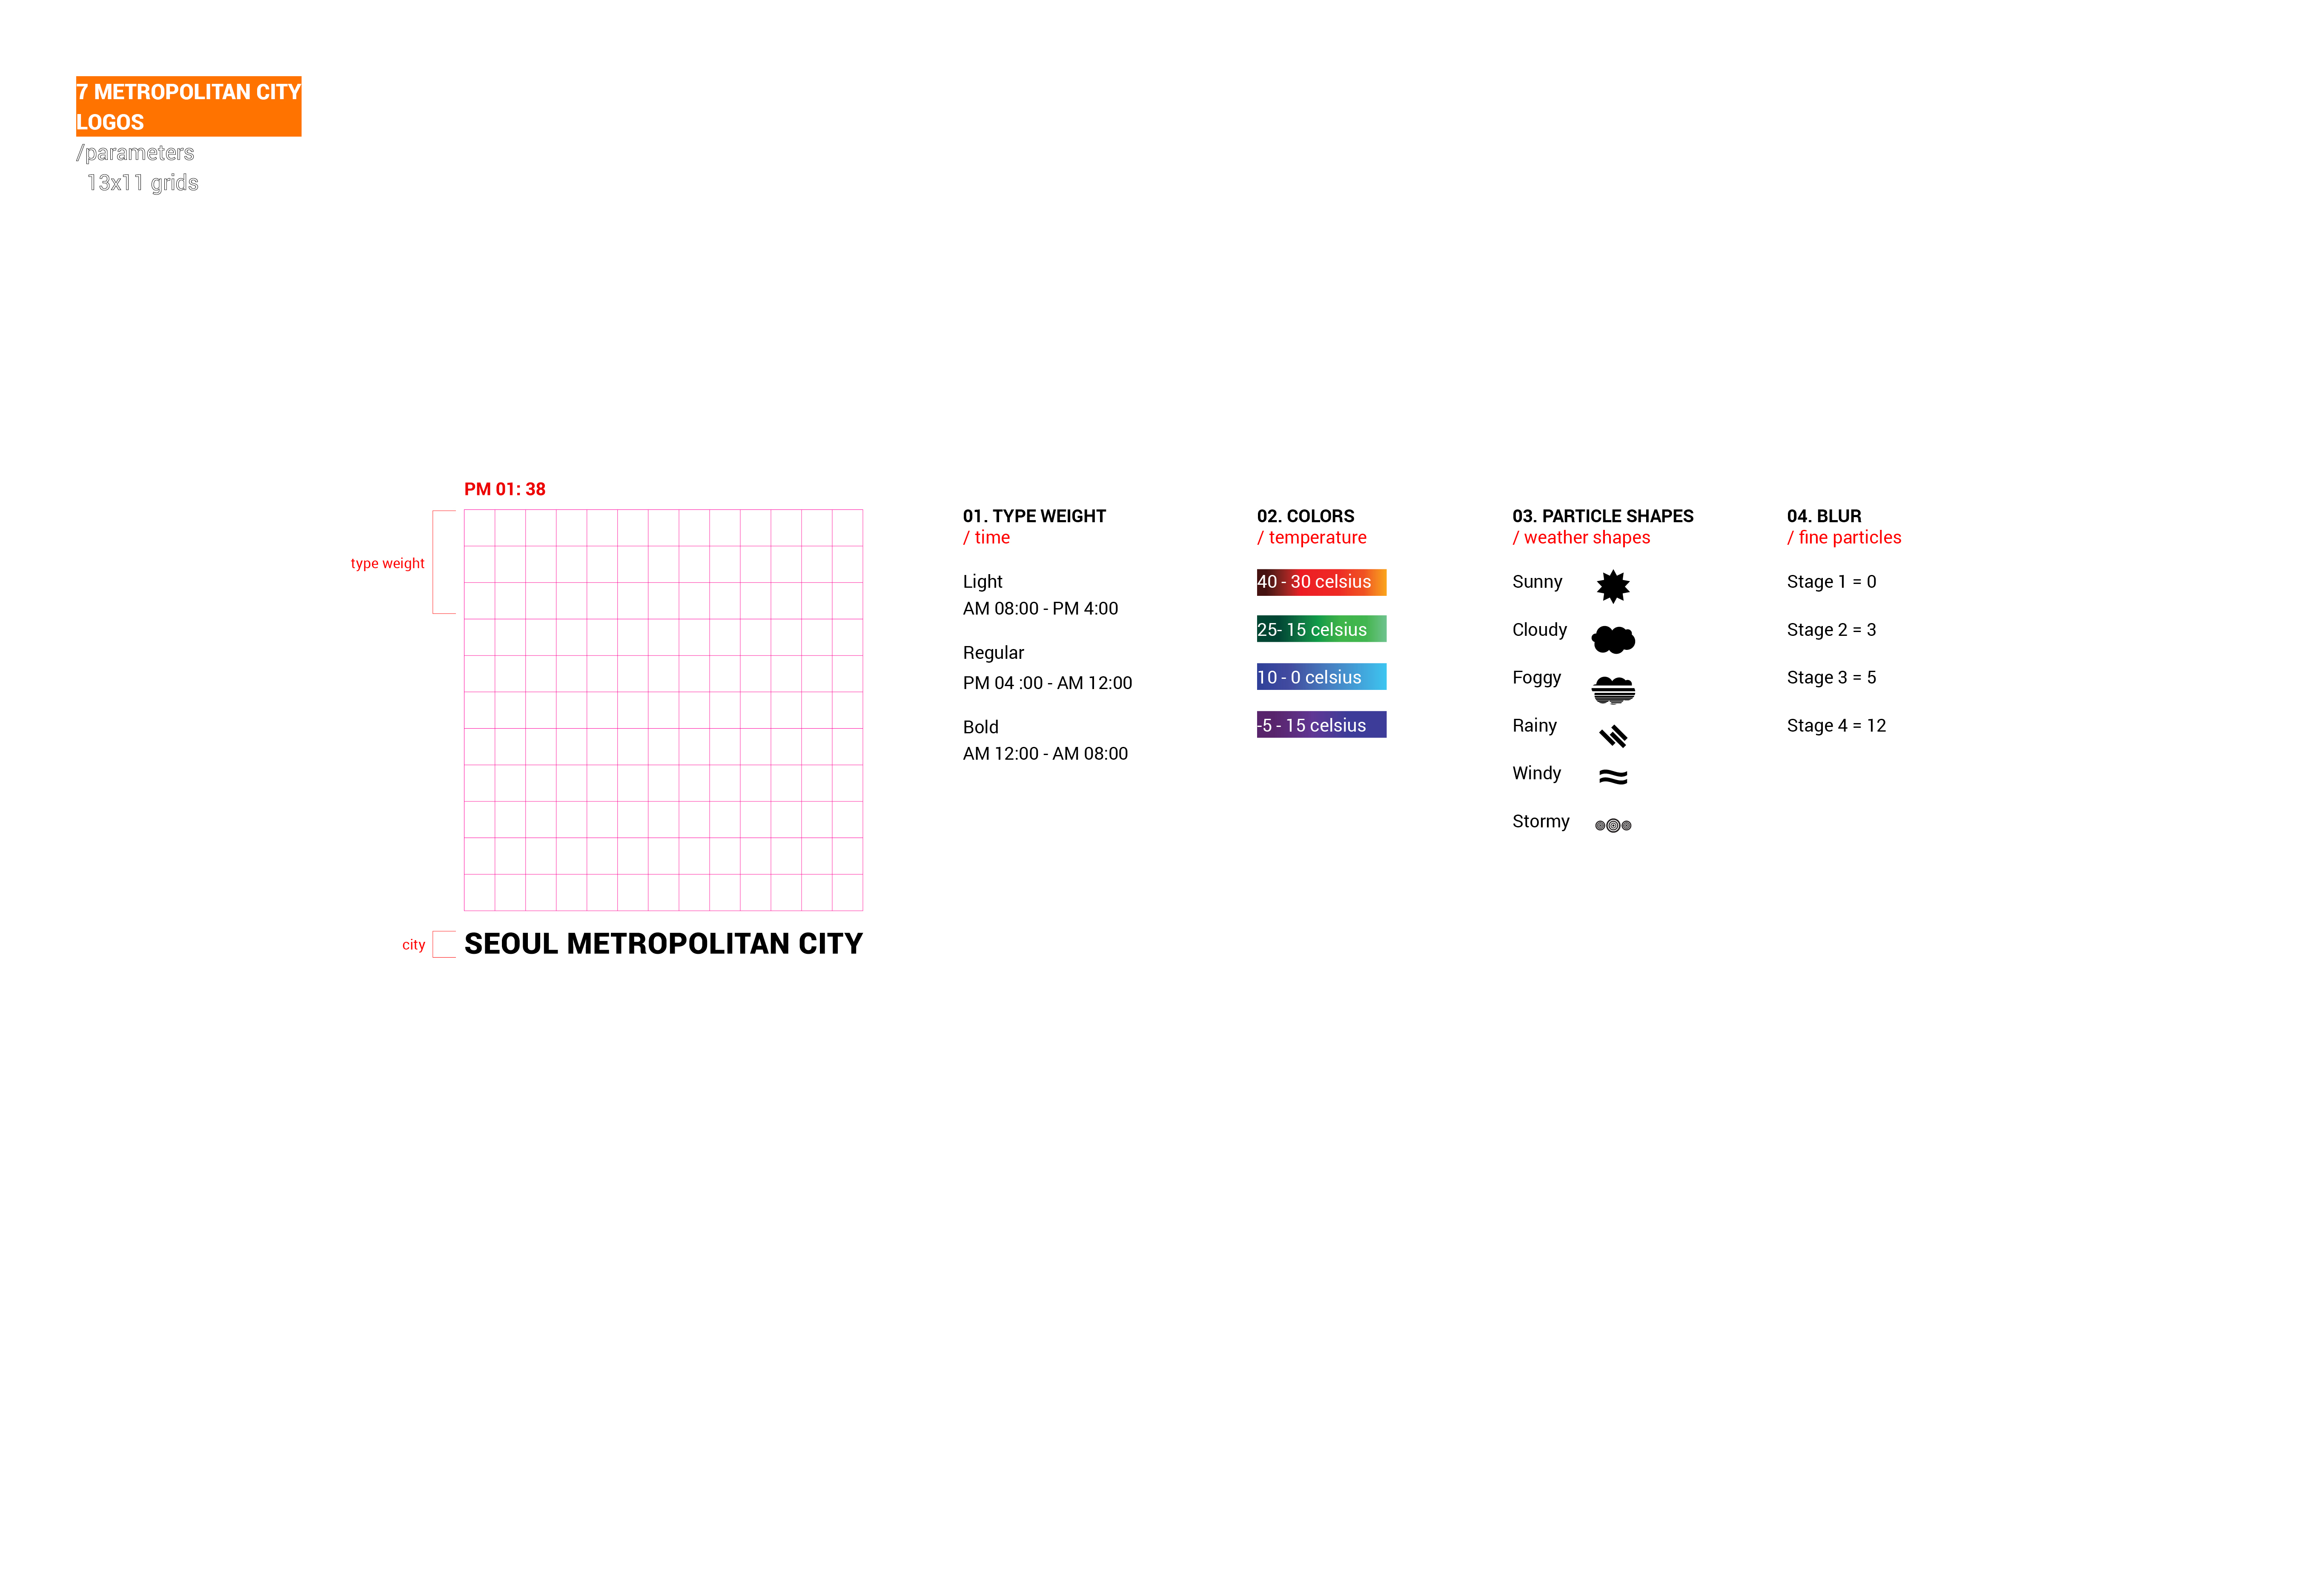 7 METROPOLITAN CITY
LOGOS
/parameters
13x11 grids
PM 01: 38
type weight
city
SEOUL METROPOLITAN CITY
01. TYPE WEIGHT
/ time
Light
AM 08:00 - PM 4:00
Regular
PM 04 :00 - AM 12:00
Bold
AM 12:00 - AM 08:00
02. COLORS
/ temperature
40 - 30 celsius
25- 15 celsius
10 - 0 celsius
-5 - 15 celsius
03. PARTICLE SHAPES
/ weather shapes
Sunny
Cloudy
Foggy
Rainy
Windy
Stormy
04. BLUR
/ fine particles
Stage 1 = 0
Stage 2 = 3
Stage 3 = 5
Stage 4 = 12